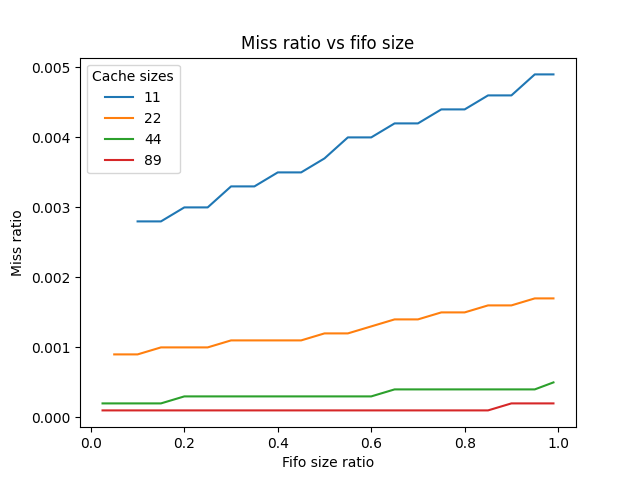 Miss ratio vs fifo size
Cache sizes
11
22
44
89
0.005
0.004
0.003
0.002
0.001
0.000
Miss ratio
0.0 0.2 0.4 0.6 0.8 1.0
Fifo size ratio